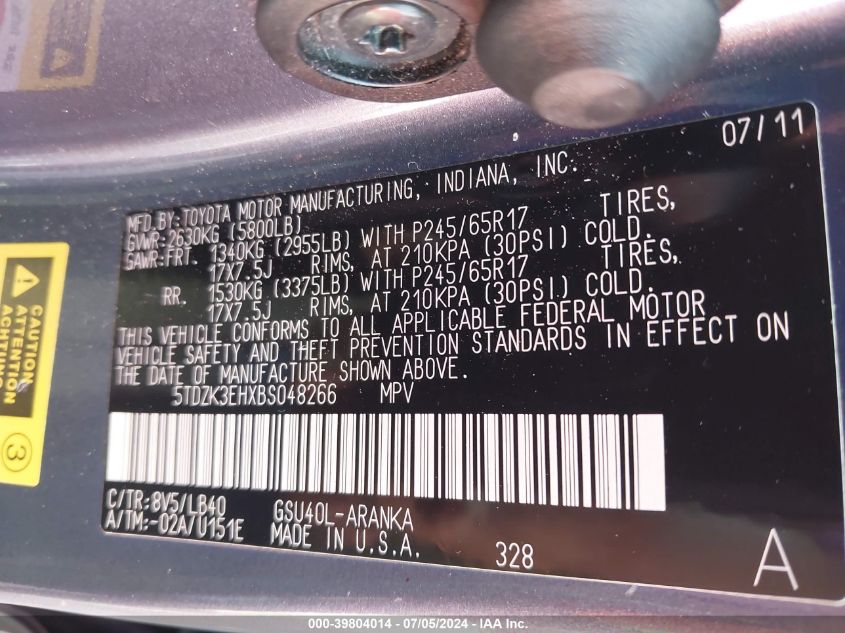 07/11
MFD.BY:TOYOTA MOTOR MANUFACTURING, INDIANA, INC.
GVWR:2630KG (5800LB)
GAWR:FRT. 1340KG (2955LB) WITH P245/65R17 TIRES,
17X7.5J RIMS, AT 210KPA (30PSI) COLD.
RR. 1530KG (3375LB) WITH P245/65R17 TIRES,
17X7.5J RIMS, AT 210KPA (30PSI) COLD.
THIS VEHICLE CONFORMS TO ALL APPLICABLE FEDERAL MOTOR
VEHICLE SAFETY AND THEFT PREVENTION STANDARDS IN EFFECT ON
THE DATE OF MANUFACTURE SHOWN ABOVE.
5TDZK3EHXBS048266 MPV
C/TR:8V5/LB40 GSU40L-ARANKA
A/TM:-02A/U151E MADE IN U.S.A.
328
A
CAUTION
ATTENTION
ACHTUNG
3
000-39804014 - 07/05/2024 - IAA Inc.